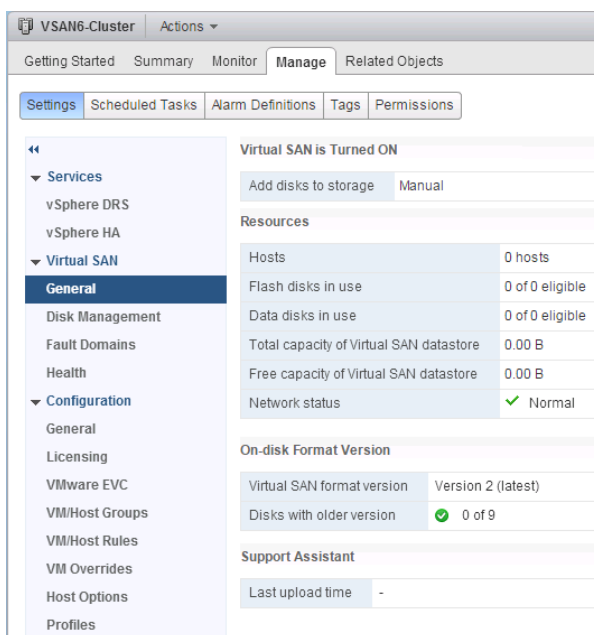 VSAN6-Cluster Actions
Getting Started Summary Monitor Manage Related Objects
Settings Scheduled Tasks Alarm Definitions Tags Permissions
Services
vSphere DRS
vSphere HA
Virtual SAN
General
Disk Management
Fault Domains
Health
Configuration
General
Licensing
VMware EVC
VM/Host Groups
VM/Host Rules
VM Overrides
Host Options
Profiles
Virtual SAN is Turned ON
Add disks to storage Manual
Resources
Hosts 0 hosts
Flash disks in use 0 of 0 eligible
Data disks in use 0 of 0 eligible
Total capacity of Virtual SAN datastore 0.00 B
Free capacity of Virtual SAN datastore 0.00 B
Network status Normal
On-disk Format Version
Virtual SAN format version Version 2 (latest)
Disks with older version 0 of 9
Support Assistant
Last upload time -